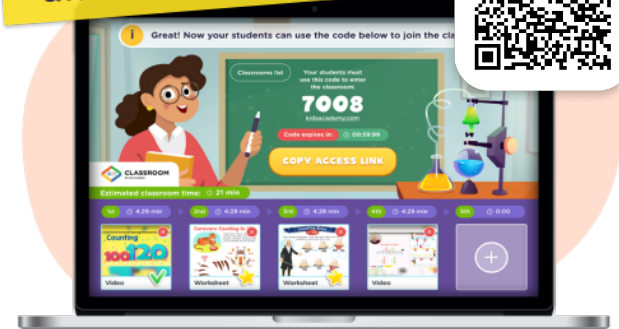 Great! Now your students can use the code below to join the cla
Classrooms list
Your students must
use this code to enter
the classroom:
7008
kidsacademy.com
Code expires in: 00:59:99
COPY ACCESS LINK
CLASSROOM
Estimated classroom time: 21 min
1st 4:29 min
2nd 4:29 min
3rd 4:29 min
4th 4:29 min
5th 0:00
Counting
100 120
Video
Worksheet
Worksheet
Video